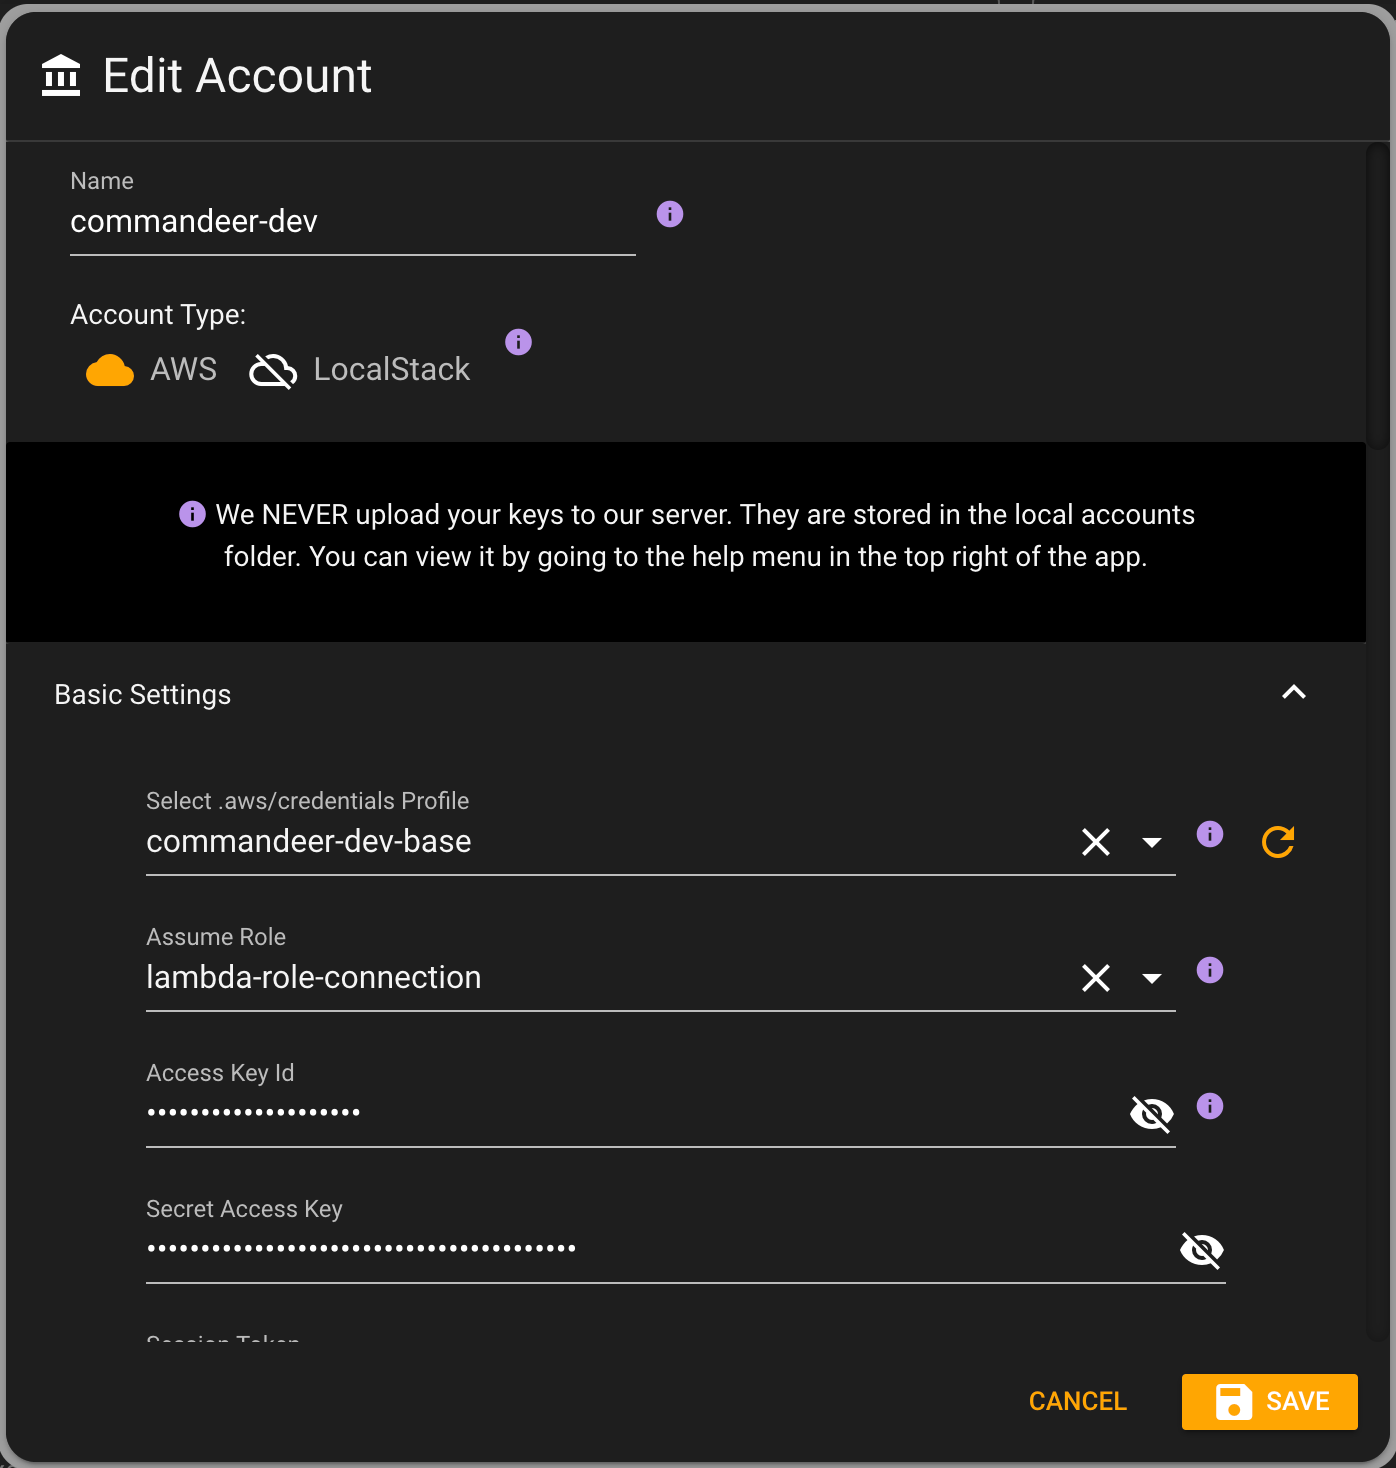 Edit Account
Name
commandeer-dev
Account Type:
AWS LocalStack
We NEVER upload your keys to our server. They are stored in the local accounts
folder. You can view it by going to the help menu in the top right of the app.
Basic Settings
Select .aws/credentials Profile
commandeer-dev-base
Assume Role
lambda-role-connection
Access Key Id
••••••••••••••••••••
Secret Access Key
••••••••••••••••••••••••••••••••••••••••
Session Token
CANCEL SAVE